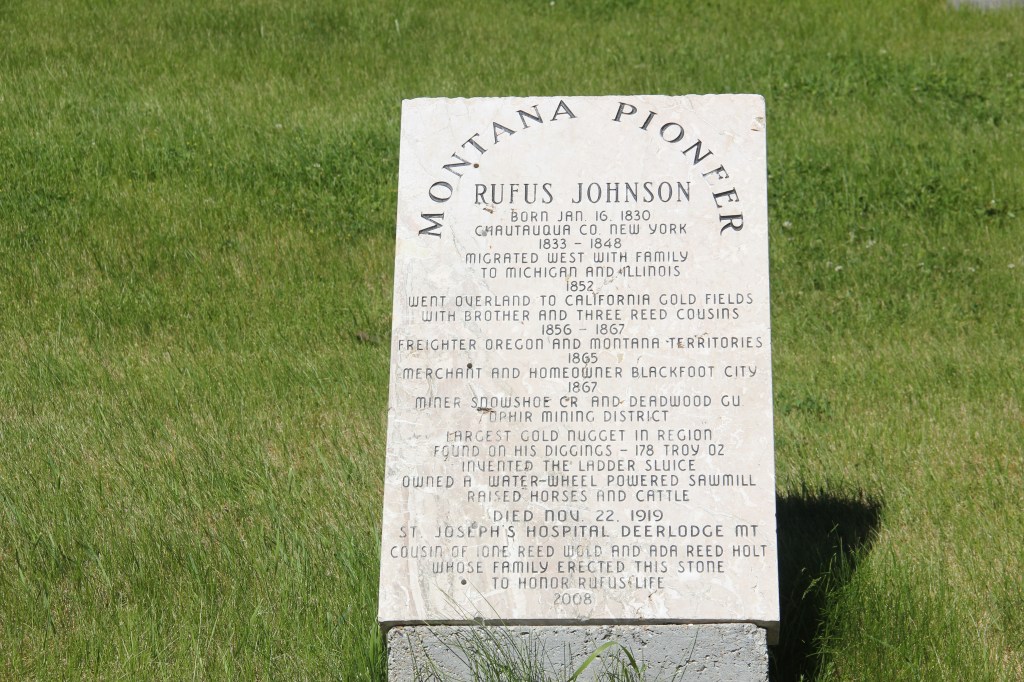 MONTANA PIONEER
RUFUS JOHNSON
BORN JAN. 16. 1830
CHAUTAUQUA CO. NEW YORK
1833 - 1848
MIGRATED WEST WITH FAMILY
TO MICHIGAN AND ILLINOIS
1852
WENT OVERLAND TO CALIFORNIA GOLD FIELDS
WITH BROTHER AND THREE REED COUSINS
1856 - 1867
FREIGHTER OREGON AND MONTANA TERRITORIES
1865
MERCHANT AND HOMEOWNER BLACKFOOT CITY
1867
MINER SNOWSHOE CR AND DEADWOOD GU
OPHIR MINING DISTRICT
LARGEST GOLD NUGGET IN REGION
FOUND ON HIS DIGGINGS - 178 TROY OZ
INVENTED THE LADDER SLUICE
OWNED A WATER-WHEEL POWERED SAWMILL
RAISED HORSES AND CATTLE
DIED NOV. 22. 1919
ST. JOSEPH'S HOSPITAL DEERLODGE MT
COUSIN OF IONE REED WOLD AND ADA REED HOLT
WHOSE FAMILY ERECTED THIS STONE
TO HONOR RUFUS LIFE
2008